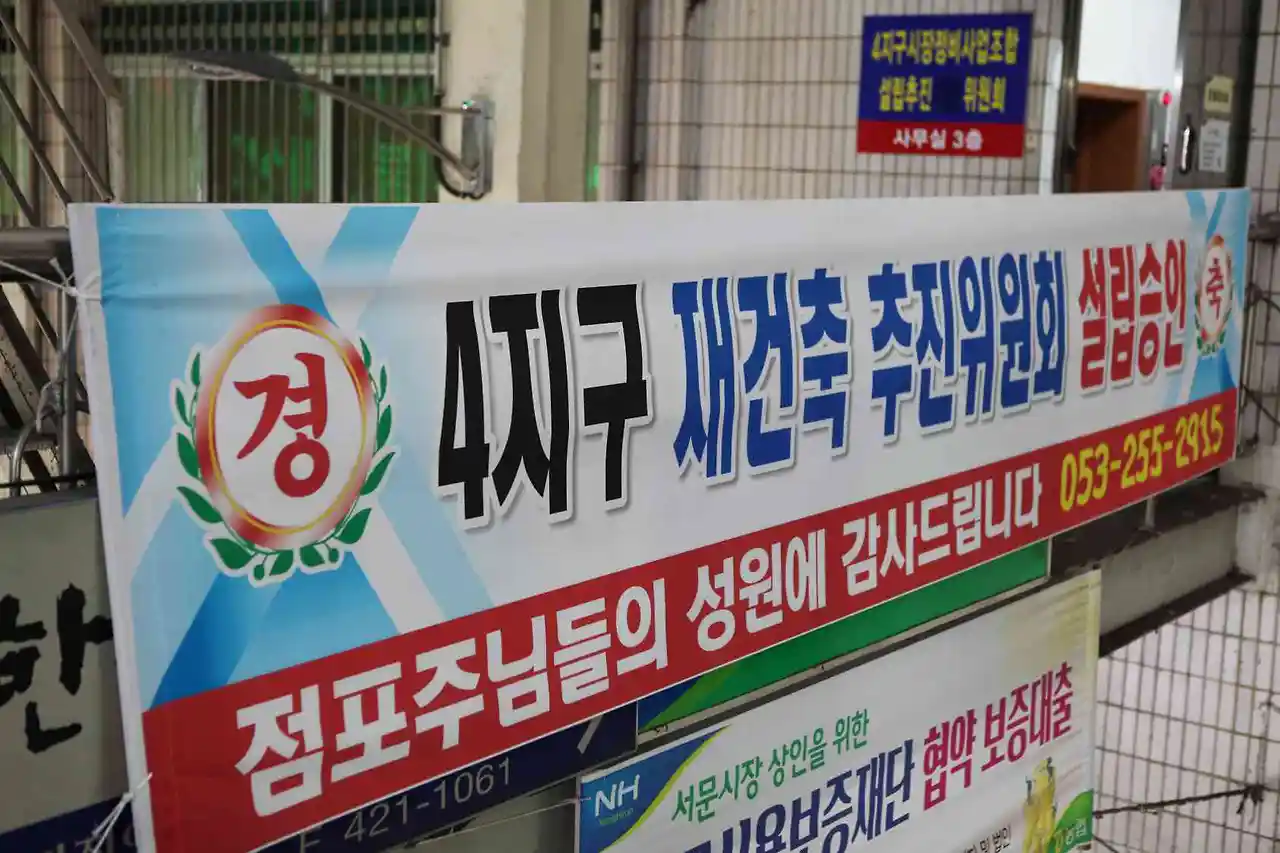 4지구시장정비사업조합
설립추진 위원회
사무실 3층
경 4지구 재건축 추진위원회 설립승인 축
점포주님들의 성원에 감사드립니다 053-255-2915
한
421-1061
NH
서문시장 상인을 위한
협약 보증대출
및 법인